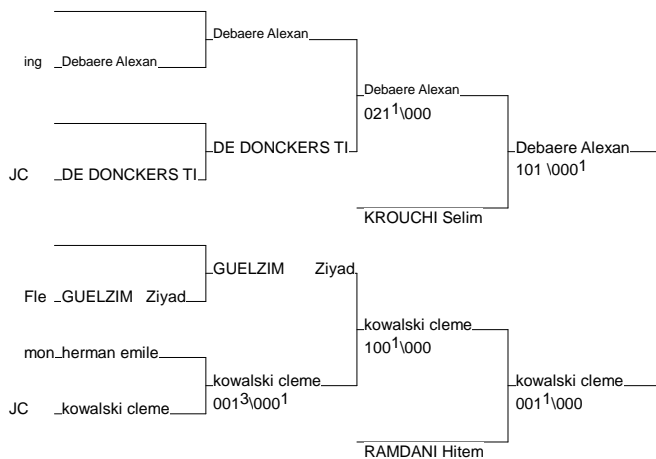 Debaere Alexan
ing Debaere Alexan
Debaere Alexan
021¹\000
DE DONCKERS TI
Debaere Alexan
101 \000¹
JC DE DONCKERS TI
KROUCHI Selim
GUELZIM Ziyad
Fle GUELZIM Ziyad
kowalski cleme
100¹\000
mon herman emile
kowalski cleme
001³\000¹
kowalski cleme
001¹\000
JC kowalski cleme
RAMDANI Hitem